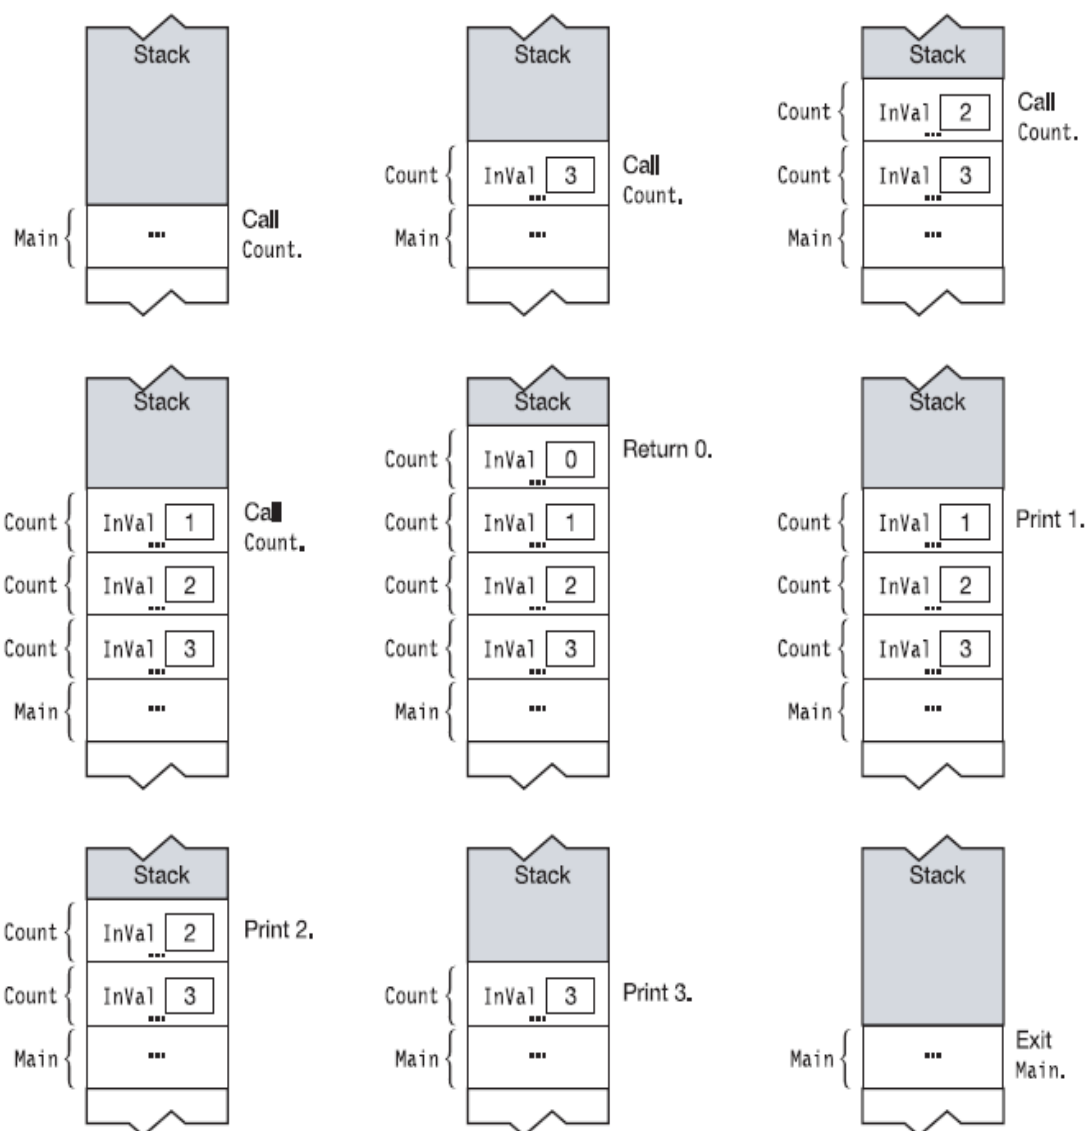 Stack
Main
...
Call
Count.
Stack
Count
InVal 3
...
Call
Count.
Main
...
Stack
Count
InVal 2
...
Call
Count.
Count
InVal 3
...
Main
...
Stack
Count
InVal 1
...
Call
Count.
Count
InVal 2
...
Count
InVal 3
...
Main
...
Stack
Count
InVal 0
...
Return 0.
Count
InVal 1
...
Count
InVal 2
...
Count
InVal 3
...
Main
...
Stack
Count
InVal 1
...
Print 1.
Count
InVal 2
...
Count
InVal 3
...
Main
...
Stack
Count
InVal 2
...
Print 2.
Count
InVal 3
...
Main
...
Stack
Count
InVal 3
...
Print 3.
Main
...
Stack
Main
...
Exit
Main.